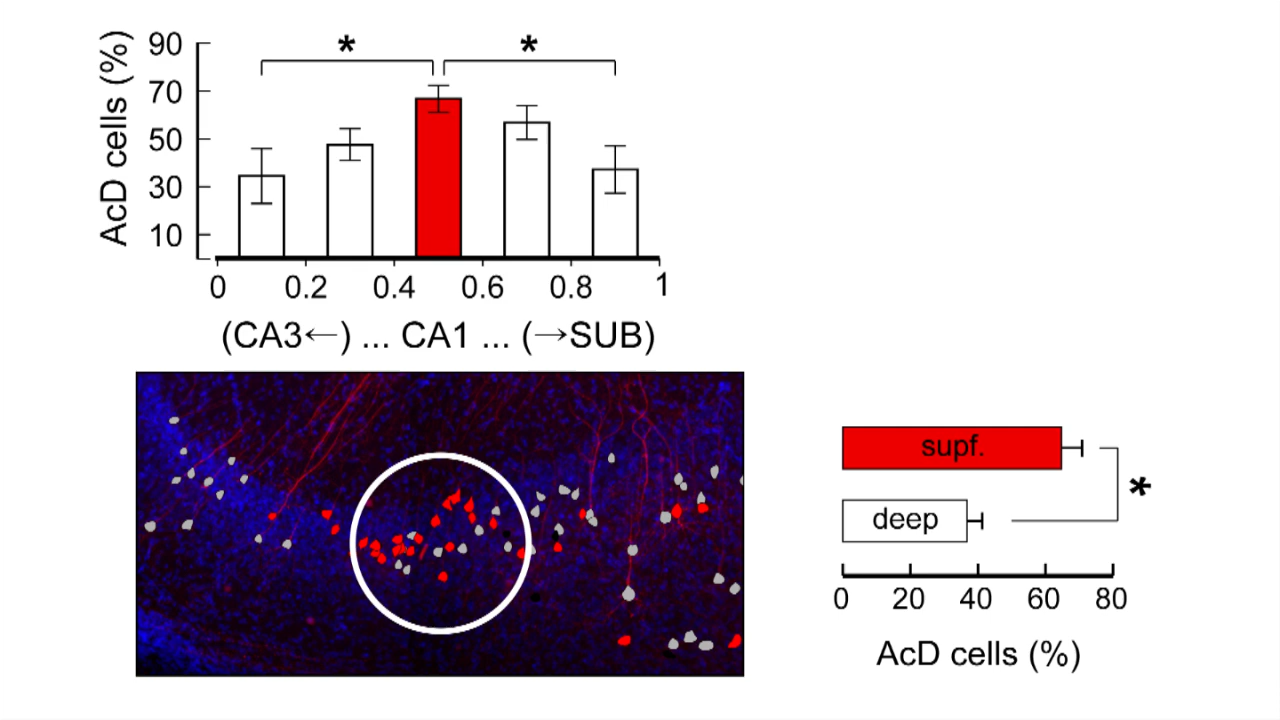 AcD cells (%)
90
70
50
30
10
*
*
0 0.2 0.4 0.6 0.8 1
(CA3←) ... CA1 ... (→SUB)
supf.
deep
*
0 20 40 60 80
AcD cells (%)